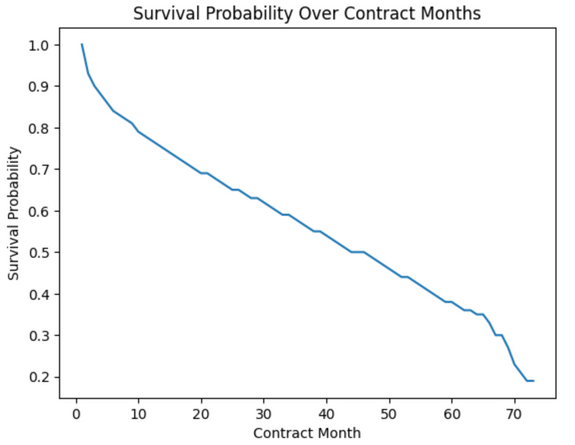 Survival Probability Over Contract Months
1.0
0.9
0.8
0.7
0.6
0.5
0.4
0.3
0.2
Survival Probability
0 10 20 30 40 50 60 70
Contract Month